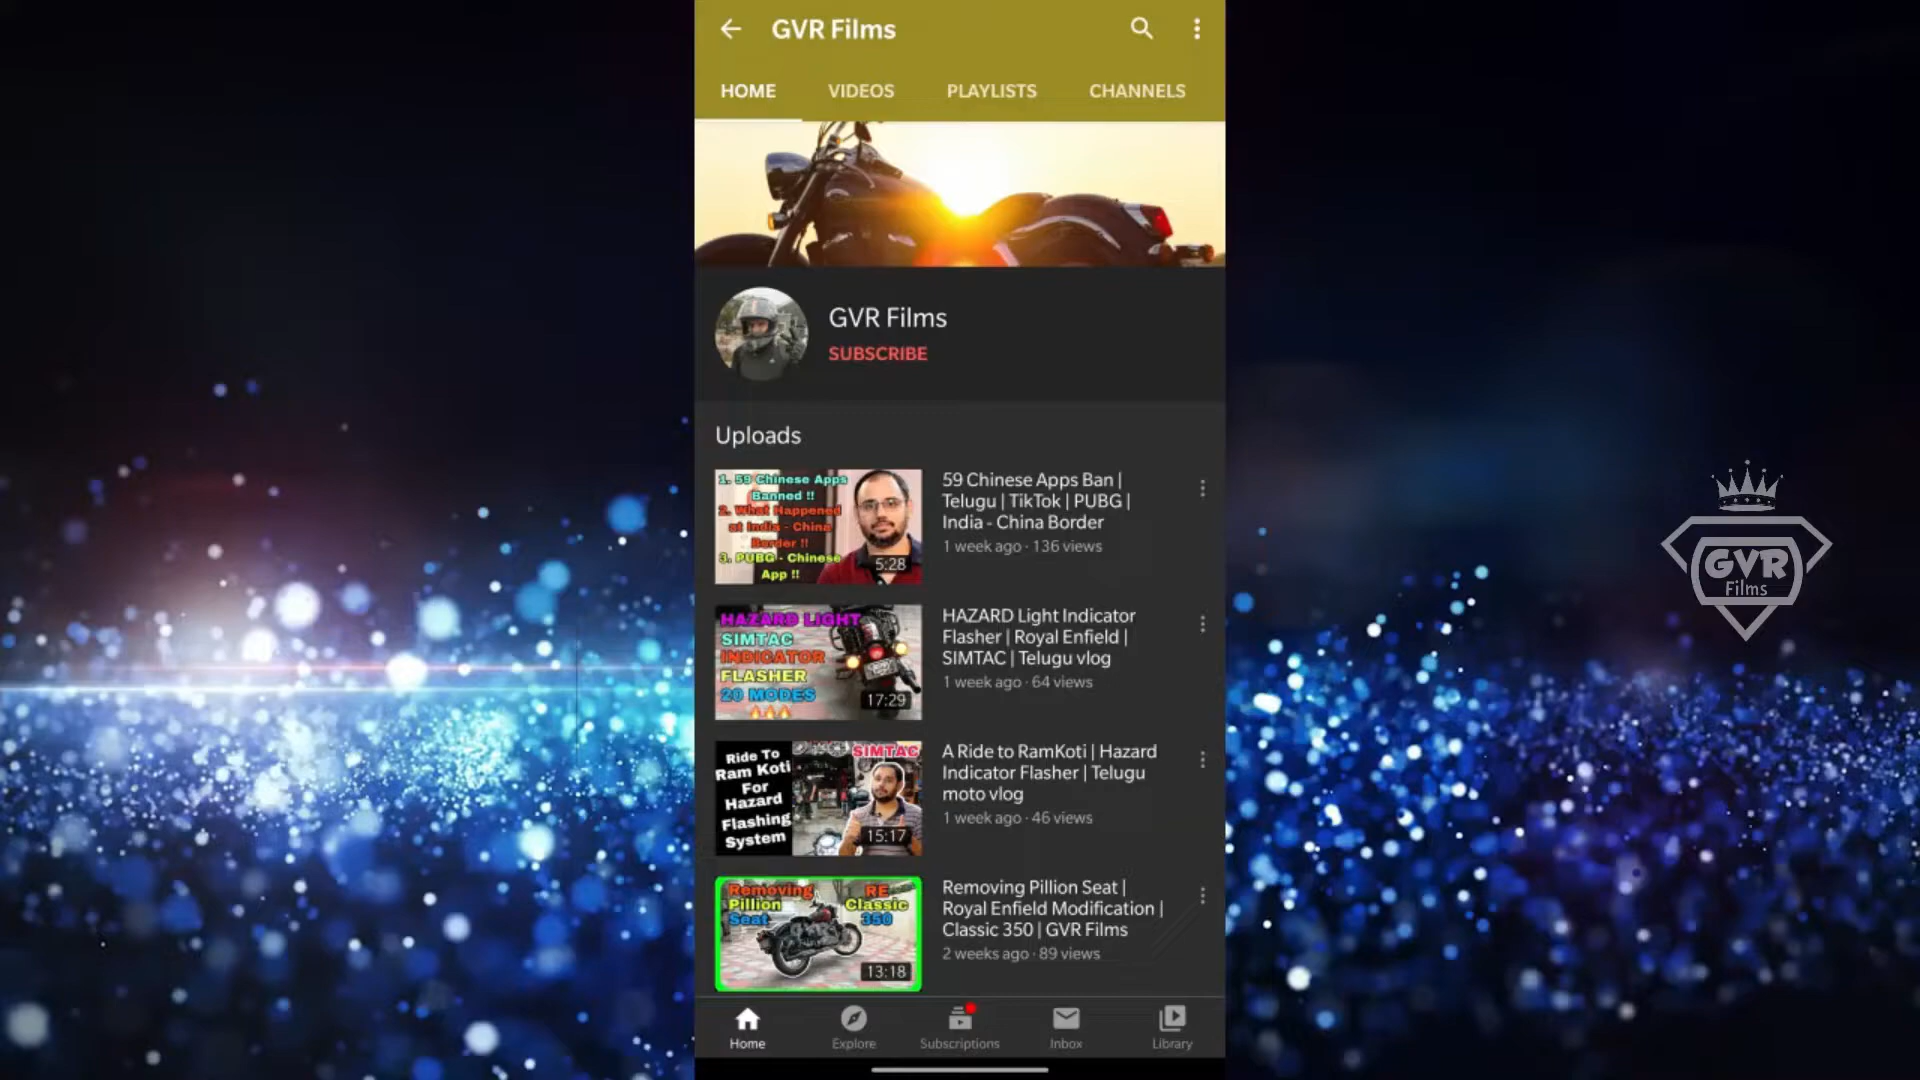 GVR Films
HOME VIDEOS PLAYLISTS CHANNELS
GVR Films
SUBSCRIBE
Uploads
1. 59 Chinese Apps
Banned !!
2. What Happened
at India - China
Border !!
3. PUBG - Chinese
App !!
5:28
59 Chinese Apps Ban |
Telugu | TikTok | PUBG |
India - China Border
1 week ago · 136 views
HAZARD LIGHT
SIMTAC
INDICATOR
FLASHER
20 MODES
17:29
HAZARD Light Indicator
Flasher | Royal Enfield |
SIMTAC | Telugu vlog
1 week ago · 64 views
Ride To
Ram Koti
For
Hazard
Flashing
System
SIMTAC
15:17
A Ride to RamKoti | Hazard
Indicator Flasher | Telugu
moto vlog
1 week ago · 46 views
Removing
Pillion
Seat
RE
Classic
350
13:18
Removing Pillion Seat |
Royal Enfield Modification |
Classic 350 | GVR Films
2 weeks ago · 89 views
Home Explore Subscriptions Inbox Library
GVR
Films